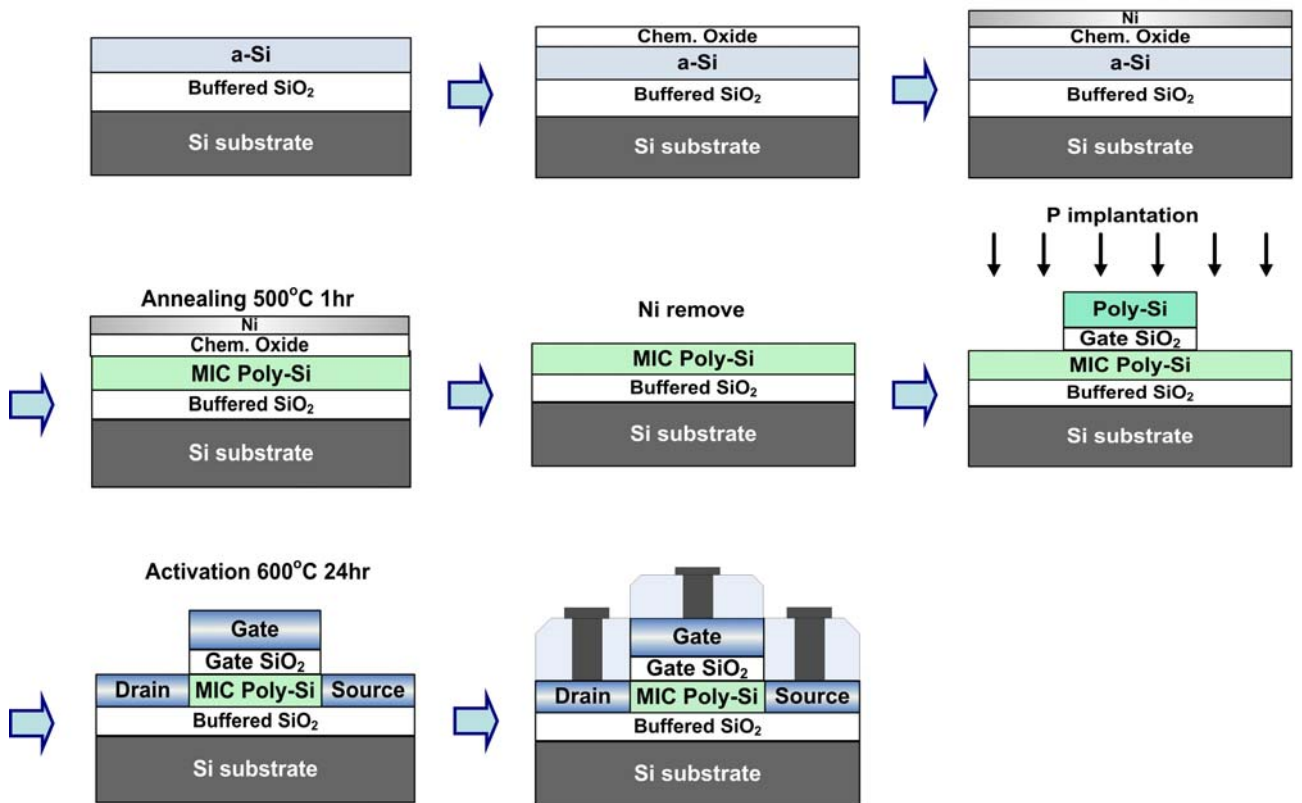 a-Si
Buffered SiO₂
Si substrate
Chem. Oxide
a-Si
Buffered SiO₂
Si substrate
Ni
Chem. Oxide
a-Si
Buffered SiO₂
Si substrate
Annealing 500°C 1hr
Ni
Chem. Oxide
MIC Poly-Si
Buffered SiO₂
Si substrate
Ni remove
MIC Poly-Si
Buffered SiO₂
Si substrate
P implantation
Poly-Si
Gate SiO₂
MIC Poly-Si
Buffered SiO₂
Si substrate
Activation 600°C 24hr
Gate
Gate SiO₂
Drain MIC Poly-Si Source
Buffered SiO₂
Si substrate
Gate
Gate SiO₂
Drain MIC Poly-Si Source
Buffered SiO₂
Si substrate